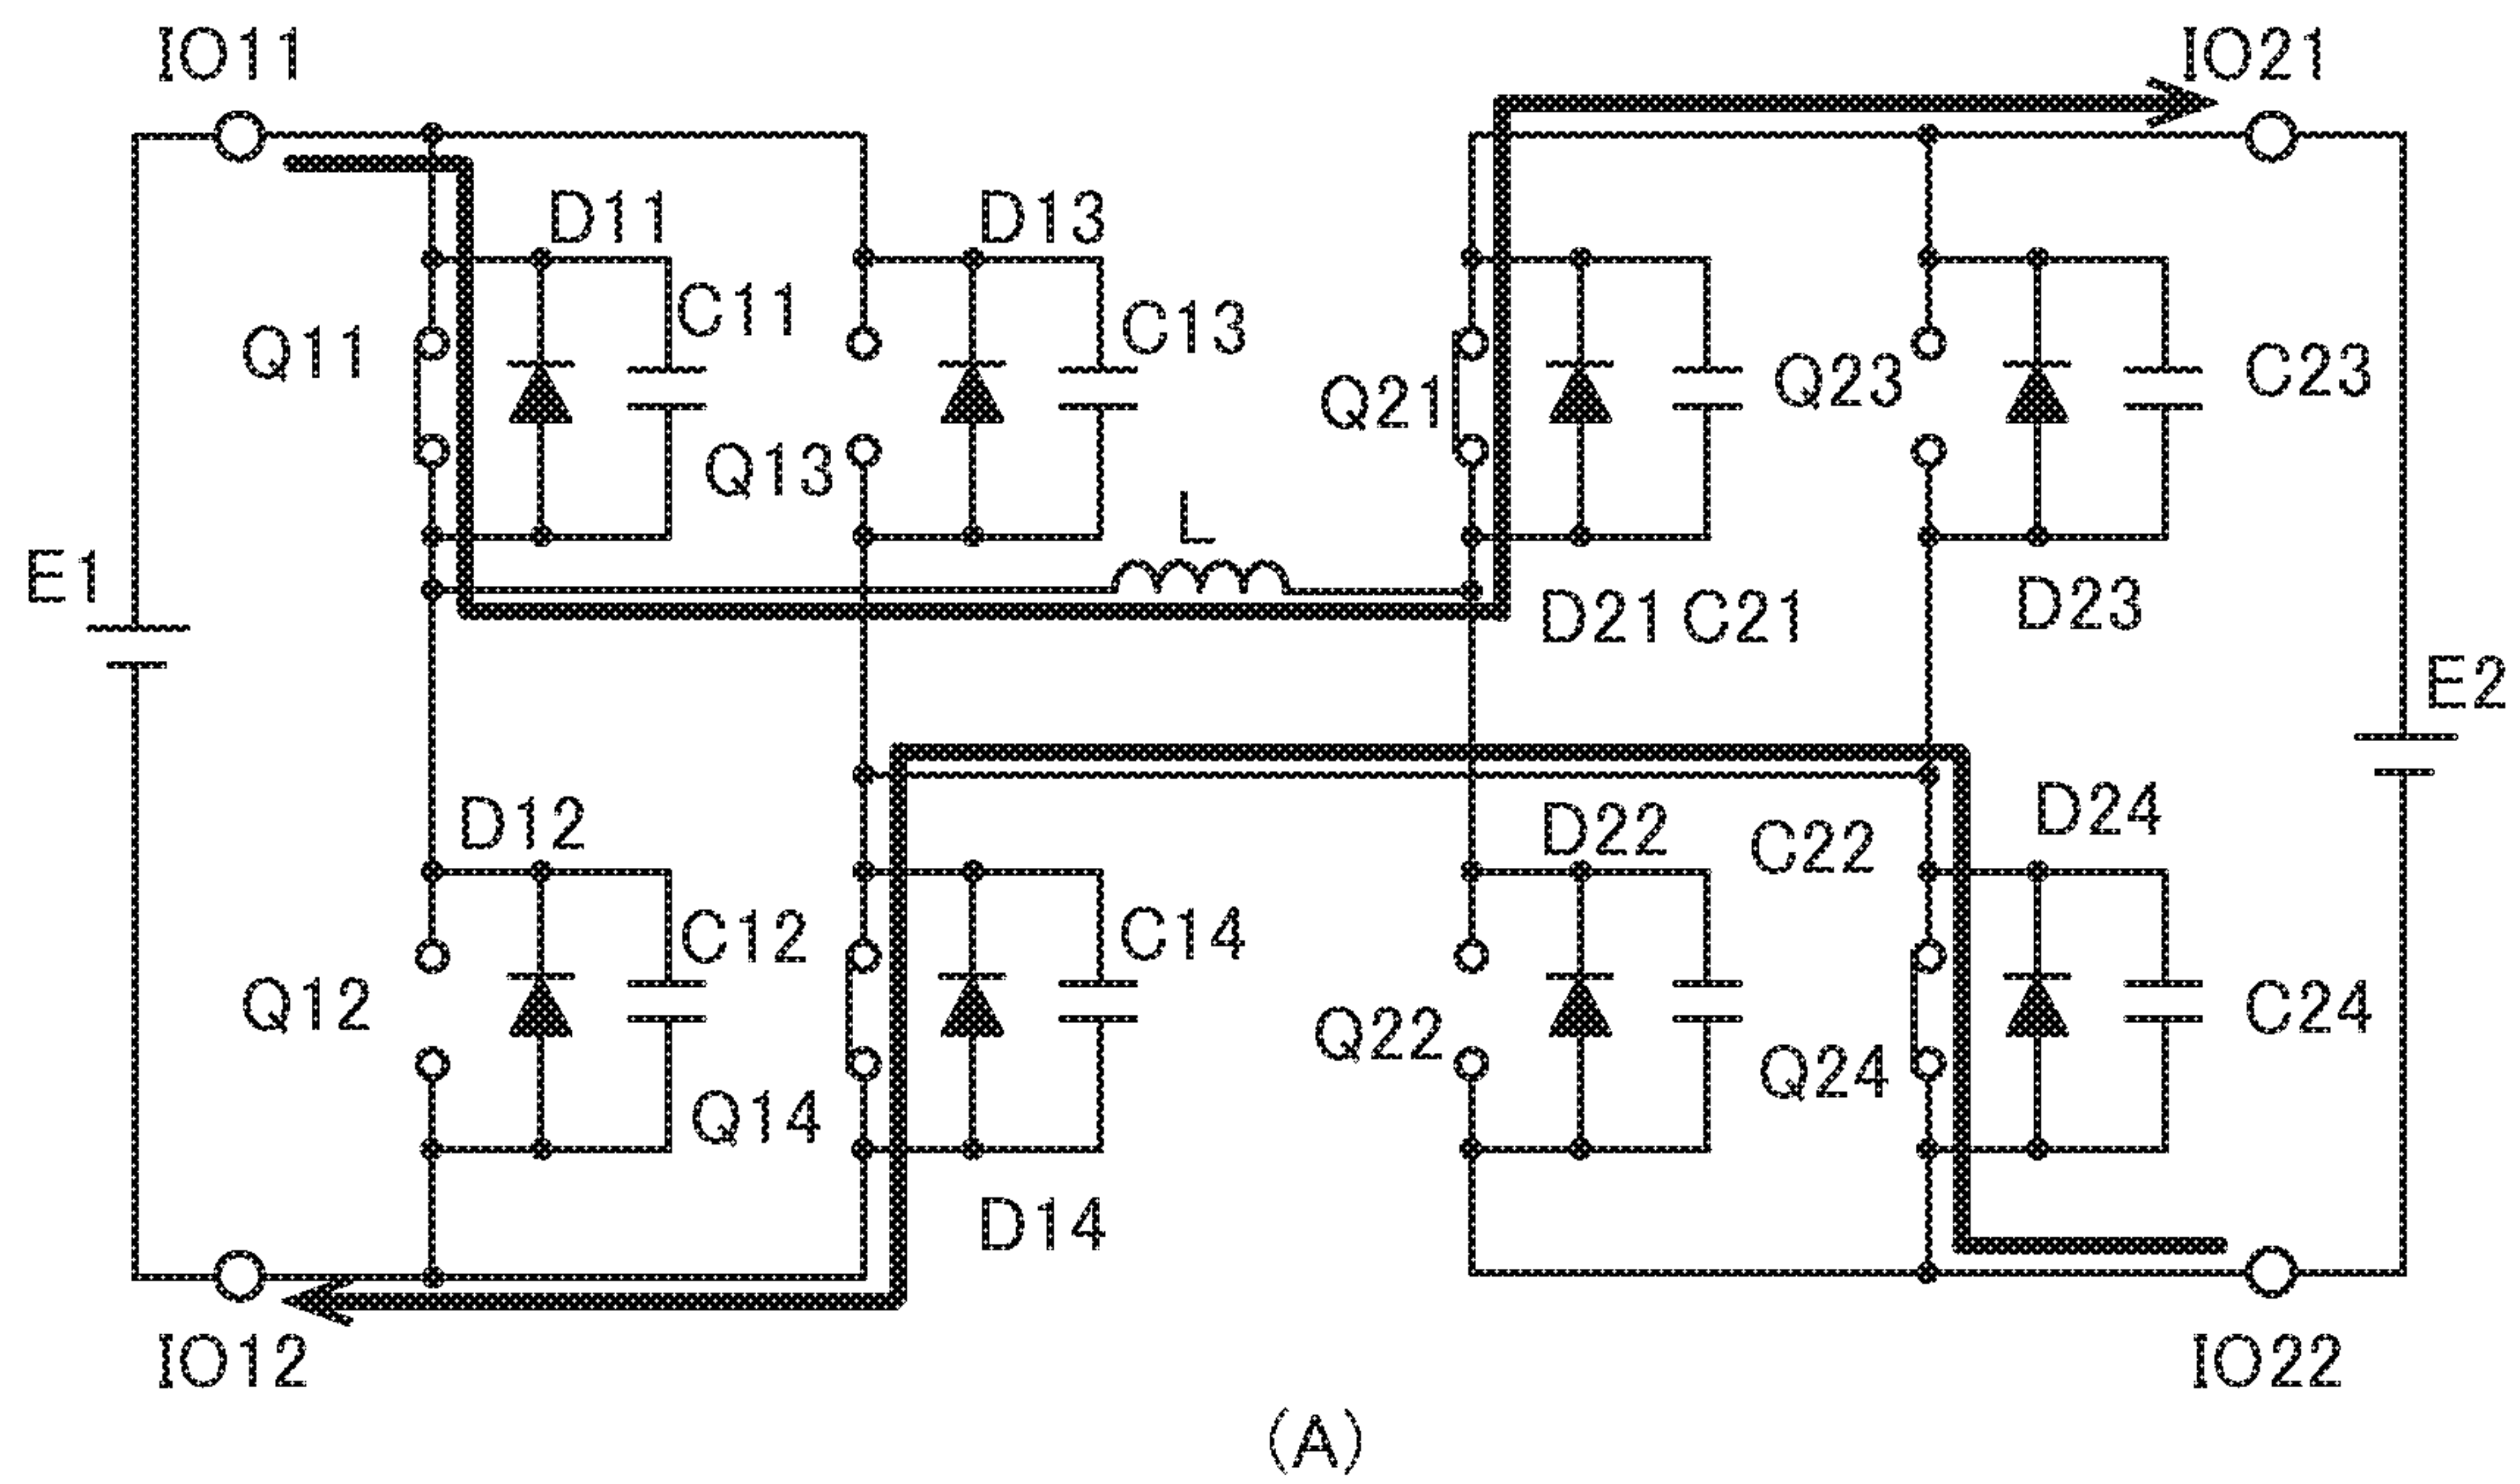 IO11 IO21
D11 D13
C11 C13
Q11 Q21 Q23 C23
Q13
L
E1 D21 C21 D23
E2
D12 D22 C22 D24
C12 C14
Q12 Q22 C24
Q14 Q24
D14
IO12 IO22
(A)